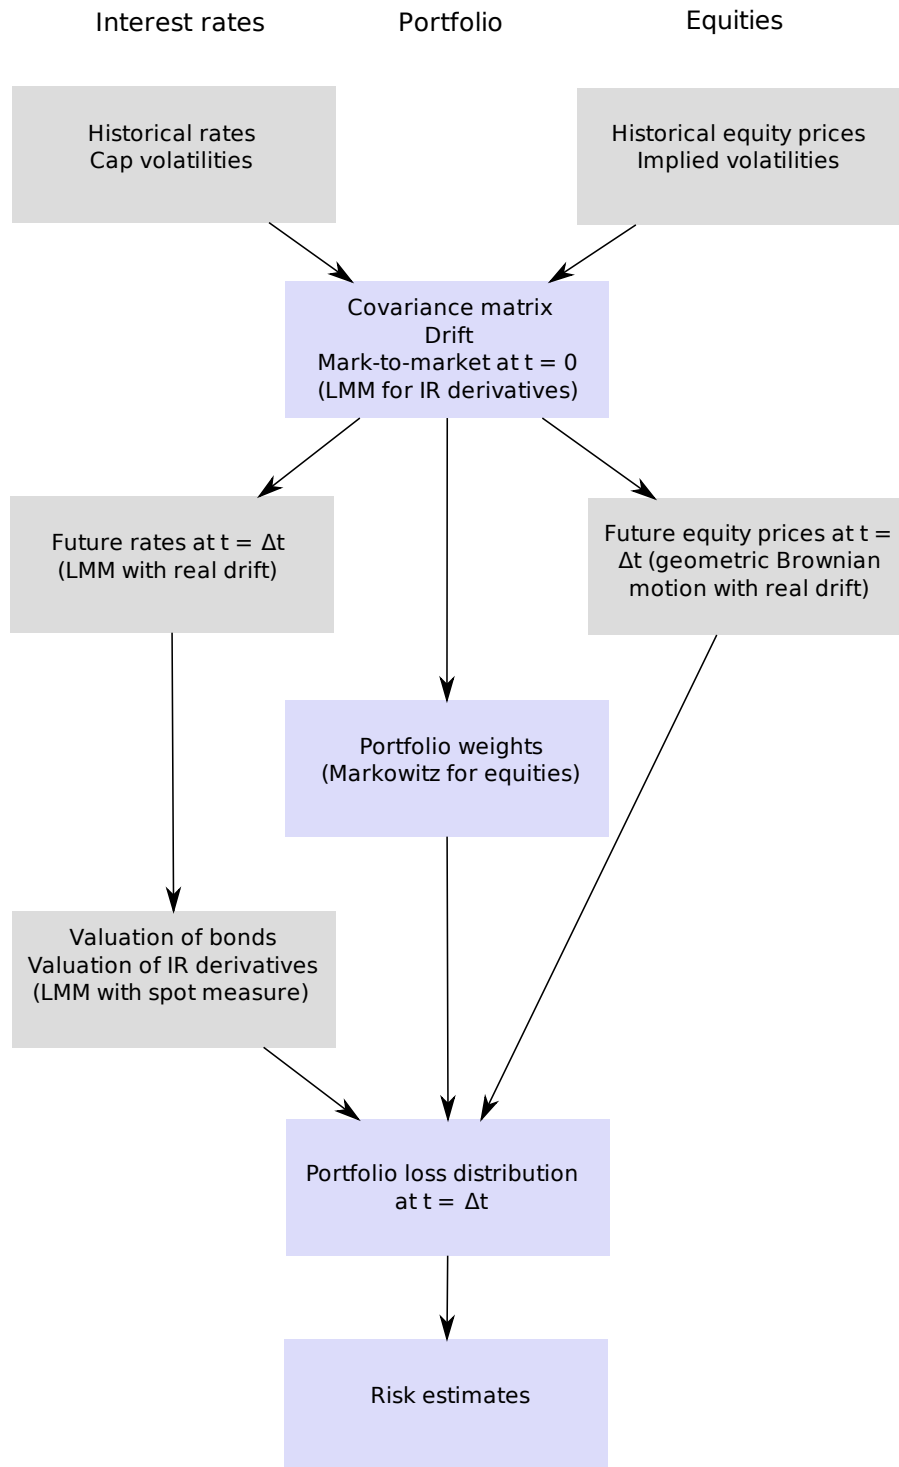 Interest rates
Portfolio
Equities
Historical rates
Cap volatilities
Historical equity prices
Implied volatilities
Covariance matrix
Drift
Mark-to-market at t = 0
(LMM for IR derivatives)
Future rates at t = Δt
(LMM with real drift)
Future equity prices at t =
Δt (geometric Brownian
motion with real drift)
Portfolio weights
(Markowitz for equities)
Valuation of bonds
Valuation of IR derivatives
(LMM with spot measure)
Portfolio loss distribution
at t = Δt
Risk estimates